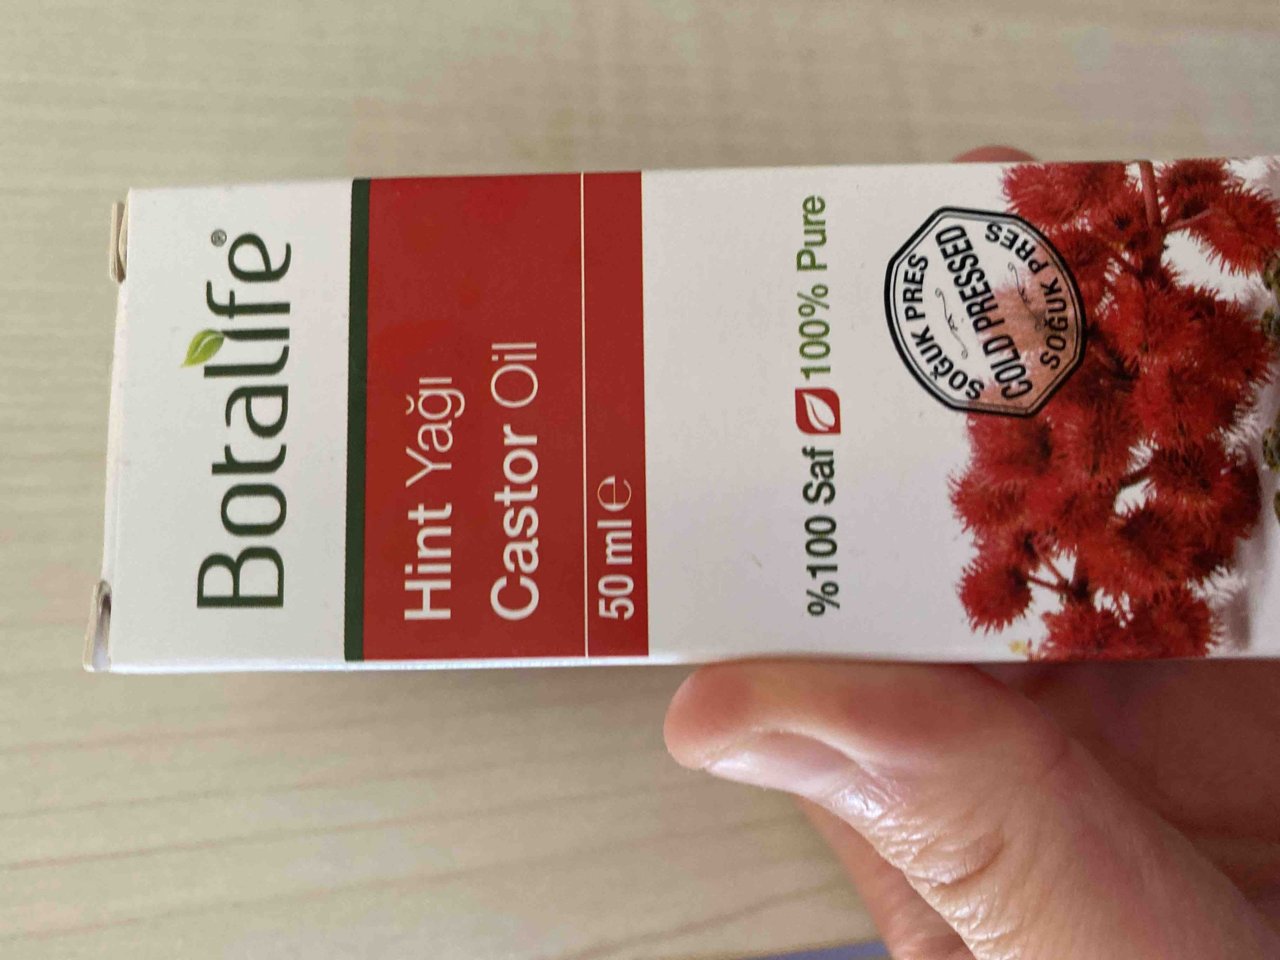 Botalife®
Hint Yağı
Castor Oil
50 ml ℮
%100 Saf 100% Pure
SOĞUK PRES
COLD PRESSED
SOĞUK PRES